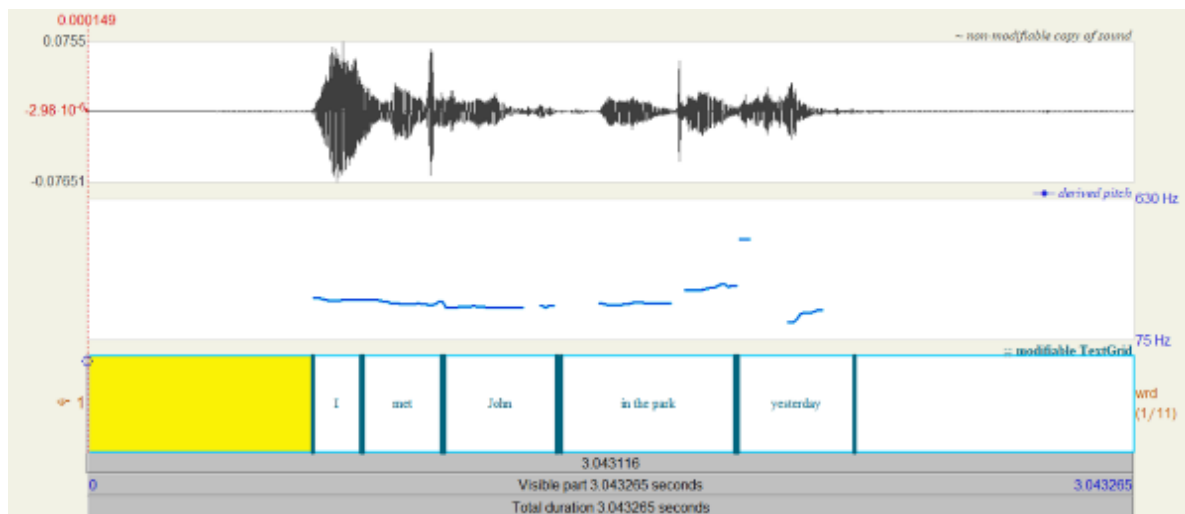 0.000149
0.0755
~ non-modifiable copy of sound
-2.98·10⁻⁶
-0.07651
derived pitch
630 Hz
75 Hz
modifiable TextGrid
1
I met John in the park yesterday
wrd
(1/11)
3.043116
0 Visible part 3.043265 seconds 3.043265
Total duration 3.043265 seconds